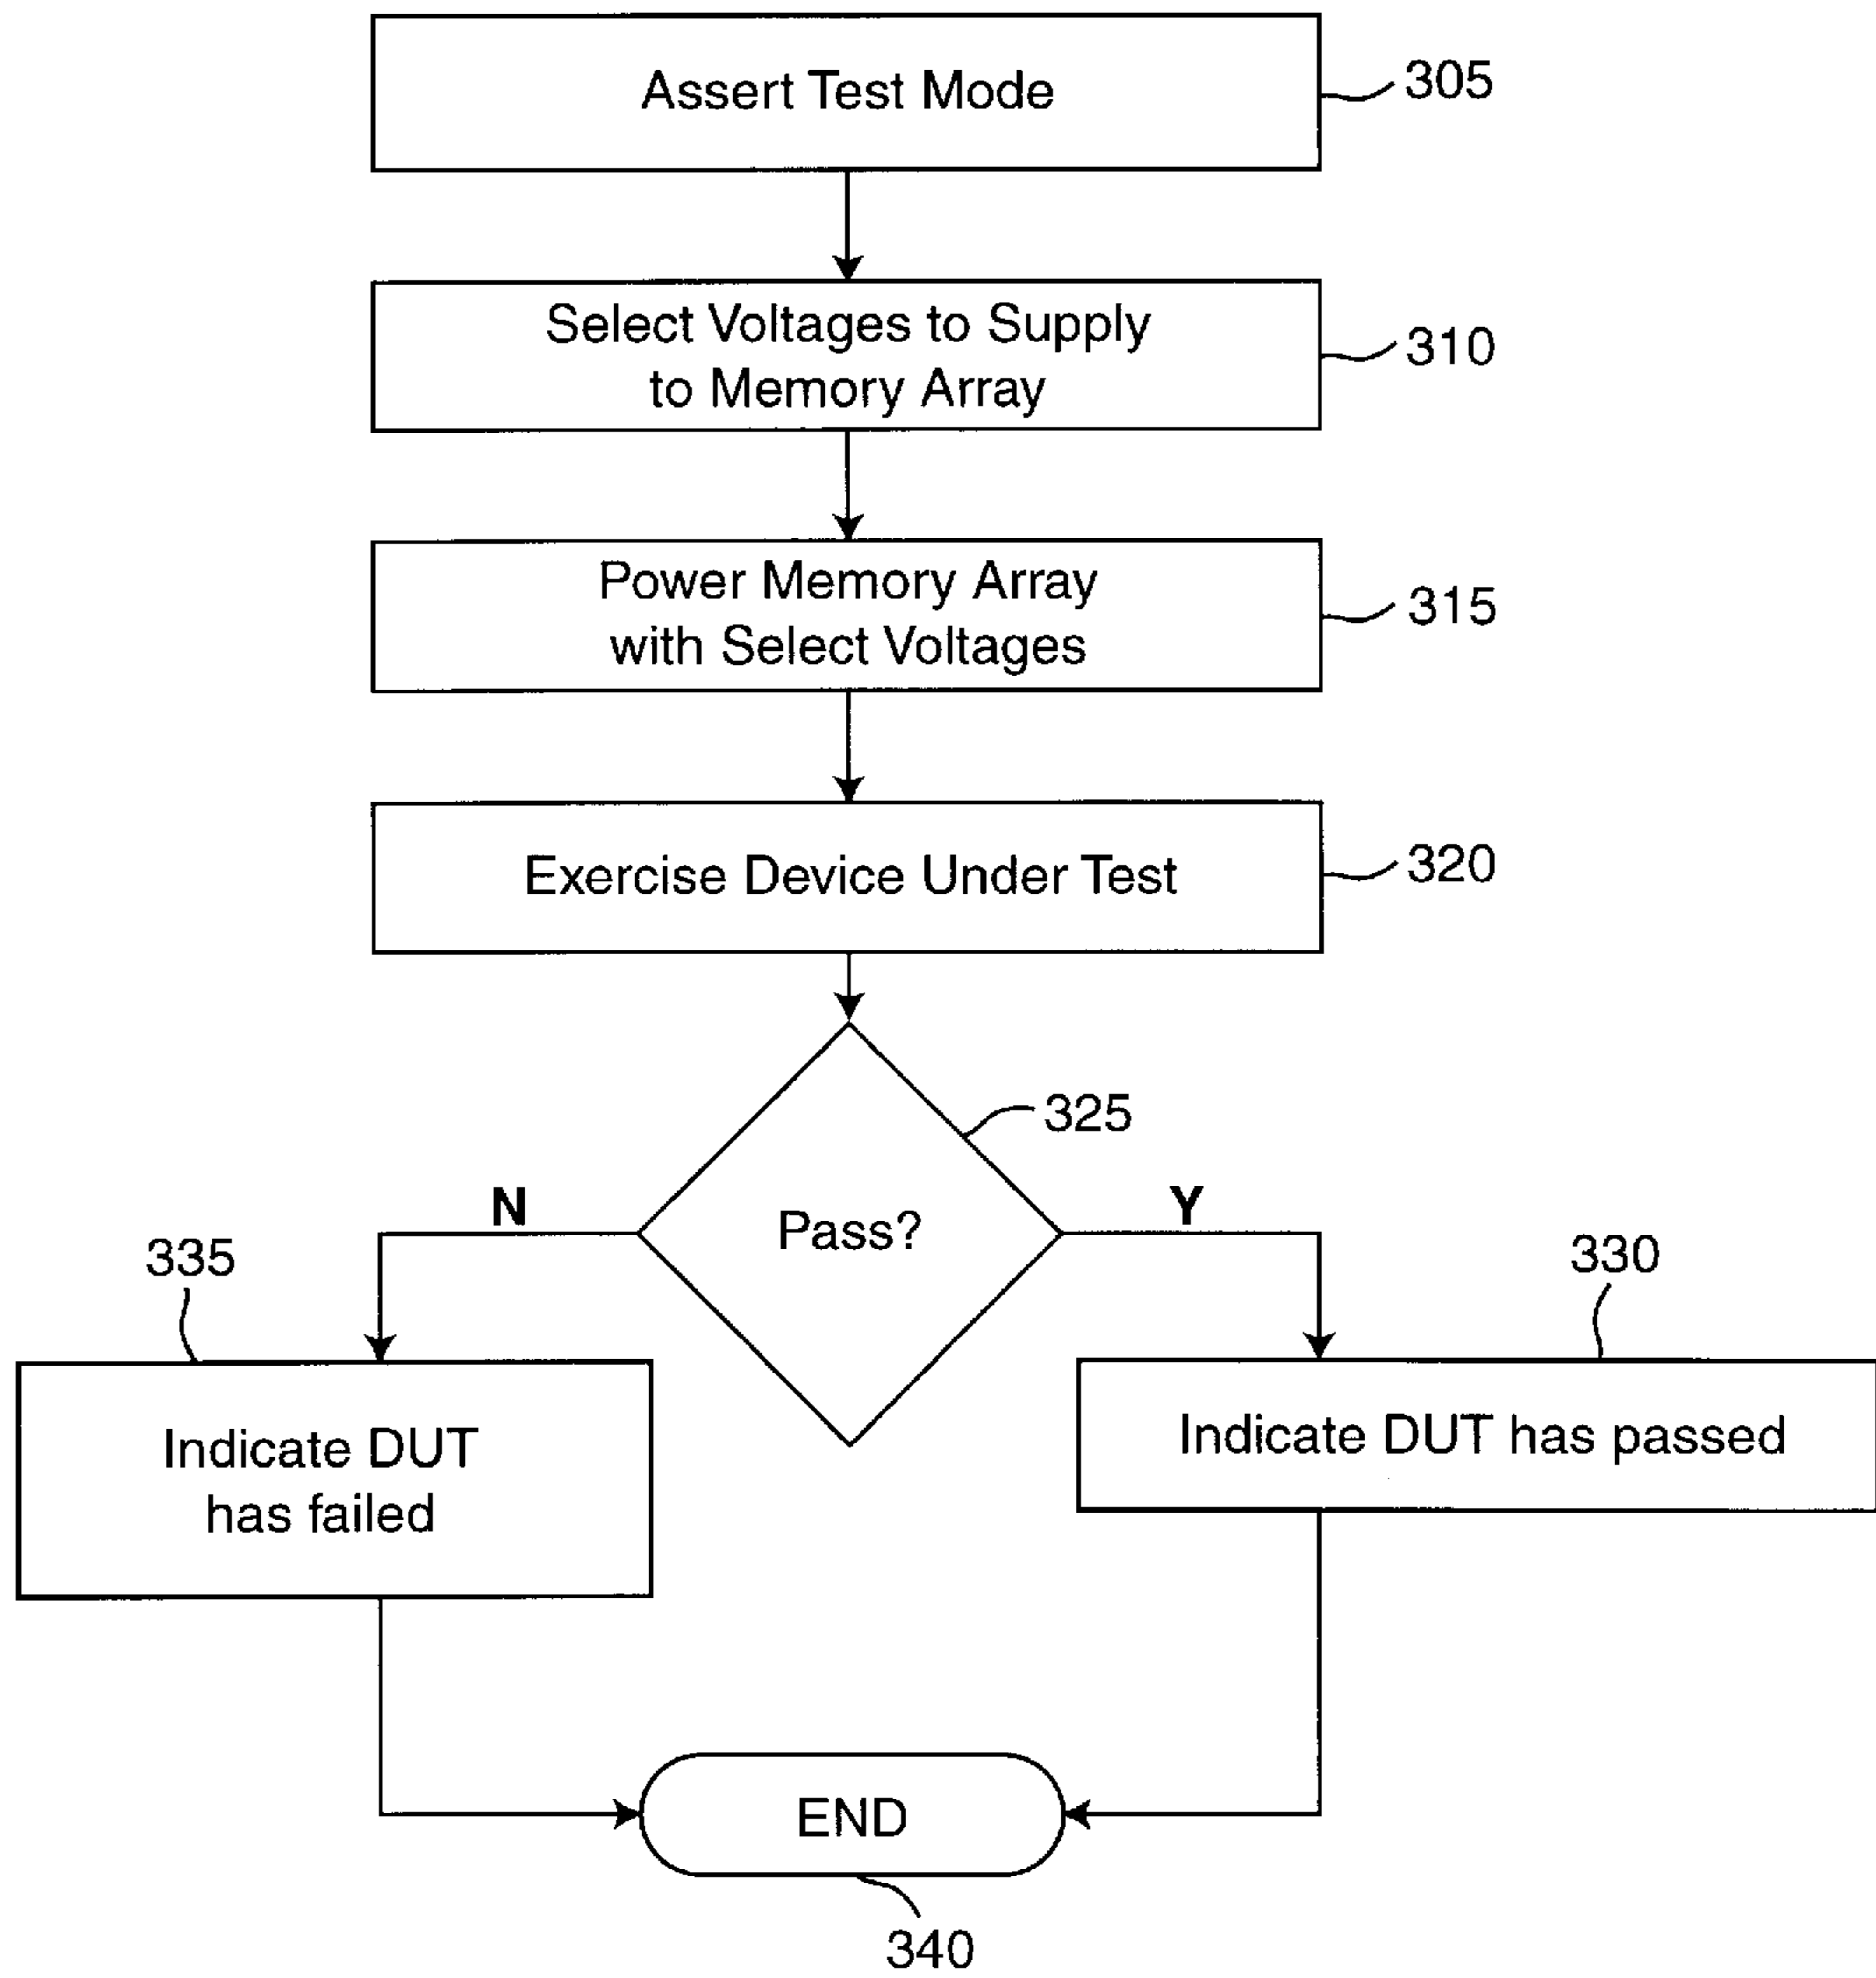 Assert Test Mode
305
Select Voltages to Supply
to Memory Array
310
Power Memory Array
with Select Voltages
315
Exercise Device Under Test
320
325
Pass?
N
Y
335
330
Indicate DUT
has failed
Indicate DUT has passed
END
340